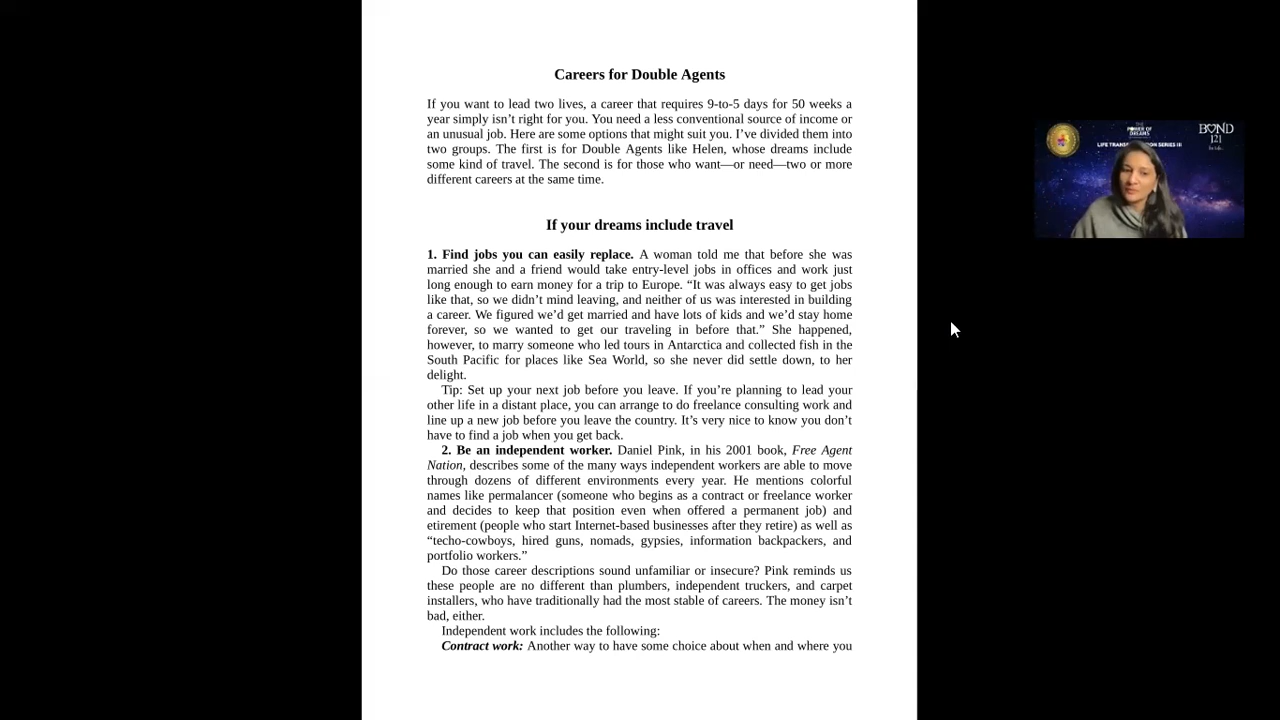 Careers for Double Agents
If you want to lead two lives, a career that requires 9-to-5 days for 50 weeks a
year simply isn’t right for you. You need a less conventional source of income or
an unusual job. Here are some options that might suit you. I’ve divided them into
two groups. The first is for Double Agents like Helen, whose dreams include
some kind of travel. The second is for those who want—or need—two or more
different careers at the same time.
If your dreams include travel
1. Find jobs you can easily replace. A woman told me that before she was
married she and a friend would take entry-level jobs in offices and work just
long enough to earn money for a trip to Europe. “It was always easy to get jobs
like that, so we didn’t mind leaving, and neither of us was interested in building
a career. We figured we’d get married and have lots of kids and we’d stay home
forever, so we wanted to get our traveling in before that.” She happened,
however, to marry someone who led tours in Antarctica and collected fish in the
South Pacific for places like Sea World, so she never did settle down, to her
delight.
Tip: Set up your next job before you leave. If you’re planning to lead your
other life in a distant place, you can arrange to do freelance consulting work and
line up a new job before you leave the country. It’s very nice to know you don’t
have to find a job when you get back.
2. Be an independent worker. Daniel Pink, in his 2001 book, Free Agent
Nation, describes some of the many ways independent workers are able to move
through dozens of different environments every year. He mentions colorful
names like permalancer (someone who begins as a contract or freelance worker
and decides to keep that position even when offered a permanent job) and
etirement (people who start Internet-based businesses after they retire) as well as
“techo-cowboys, hired guns, nomads, gypsies, information backpackers, and
portfolio workers.”
Do those career descriptions sound unfamiliar or insecure? Pink reminds us
these people are no different than plumbers, independent truckers, and carpet
installers, who have traditionally had the most stable of careers. The money isn’t
bad, either.
Independent work includes the following:
Contract work: Another way to have some choice about when and where you
THE
POWER OF
DREAMS
LIFE TRANS ON SERIES III
BOND
121